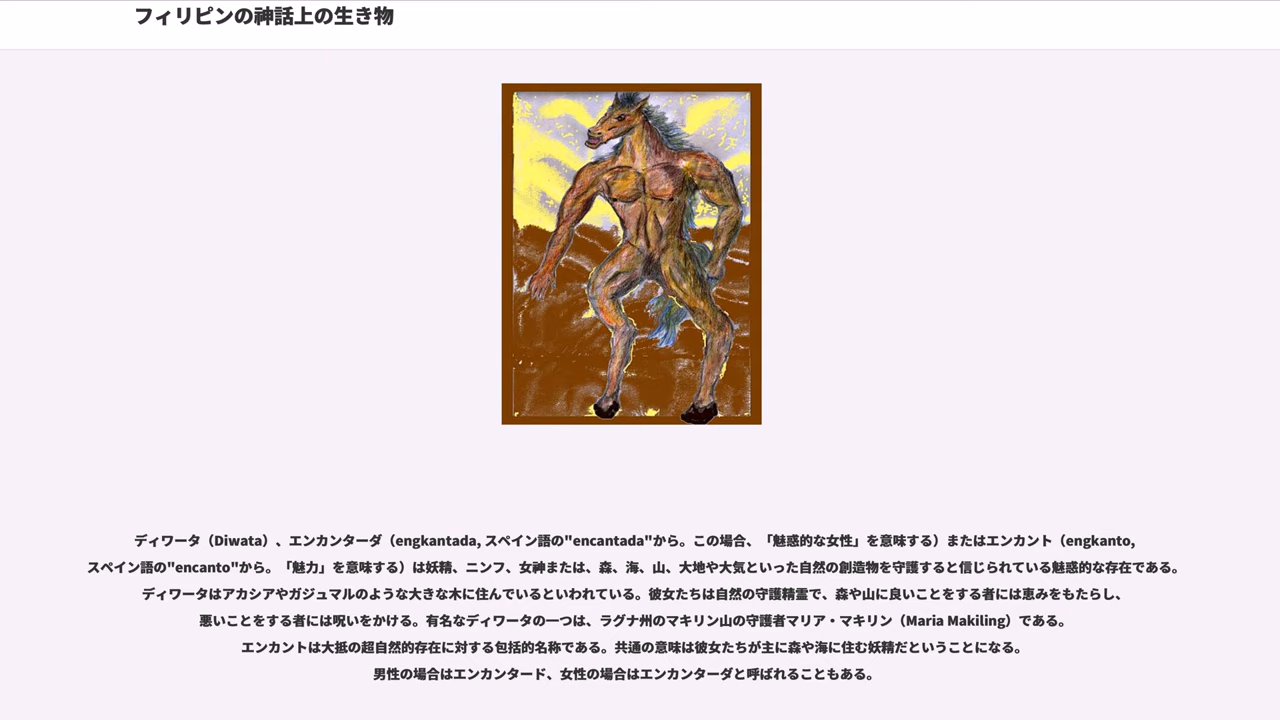 フィリピンの神話上の生き物
ディワータ（Diwata）、エンカンターダ（engkantada, スペイン語の"encantada"から。この場合、「魅惑的な女性」を意味する）またはエンカント（engkanto,
スペイン語の"encanto"から。「魅力」を意味する）は妖精、ニンフ、女神または、森、海、山、大地や大気といった自然の創造物を守護すると信じられている魅惑的な存在である。
ディワータはアカシアやガジュマルのような大きな木に住んでいるといわれている。彼女たちは自然の守護精霊で、森や山に良いことをする者には恵みをもたらし、
悪いことをする者には呪いをかける。有名なディワータの一つは、ラグナ州のマキリン山の守護者マリア・マキリン（Maria Makiling）である。
エンカントは大抵の超自然的存在に対する包括的名称である。共通の意味は彼女たちが主に森や海に住む妖精だということになる。
男性の場合はエンカンタード、女性の場合はエンカンターダと呼ばれることもある。